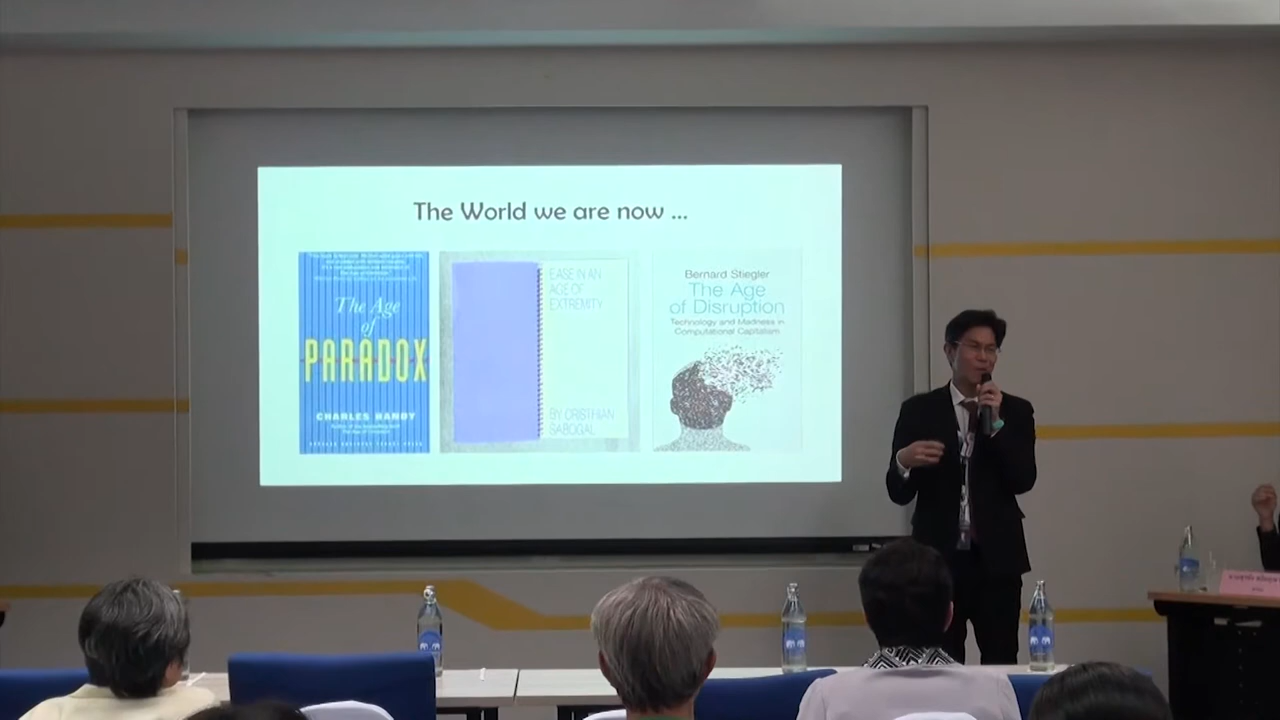 The World we are now ...
The Age
of
PARADOX
CHARLES HANDY
EASE IN AN
AGE OF
EXTREMITY
BY CRISTHIAN
SABOGAL
Bernard Stiegler
The Age
of Disruption
Technology and Madness in
Computational Capitalism